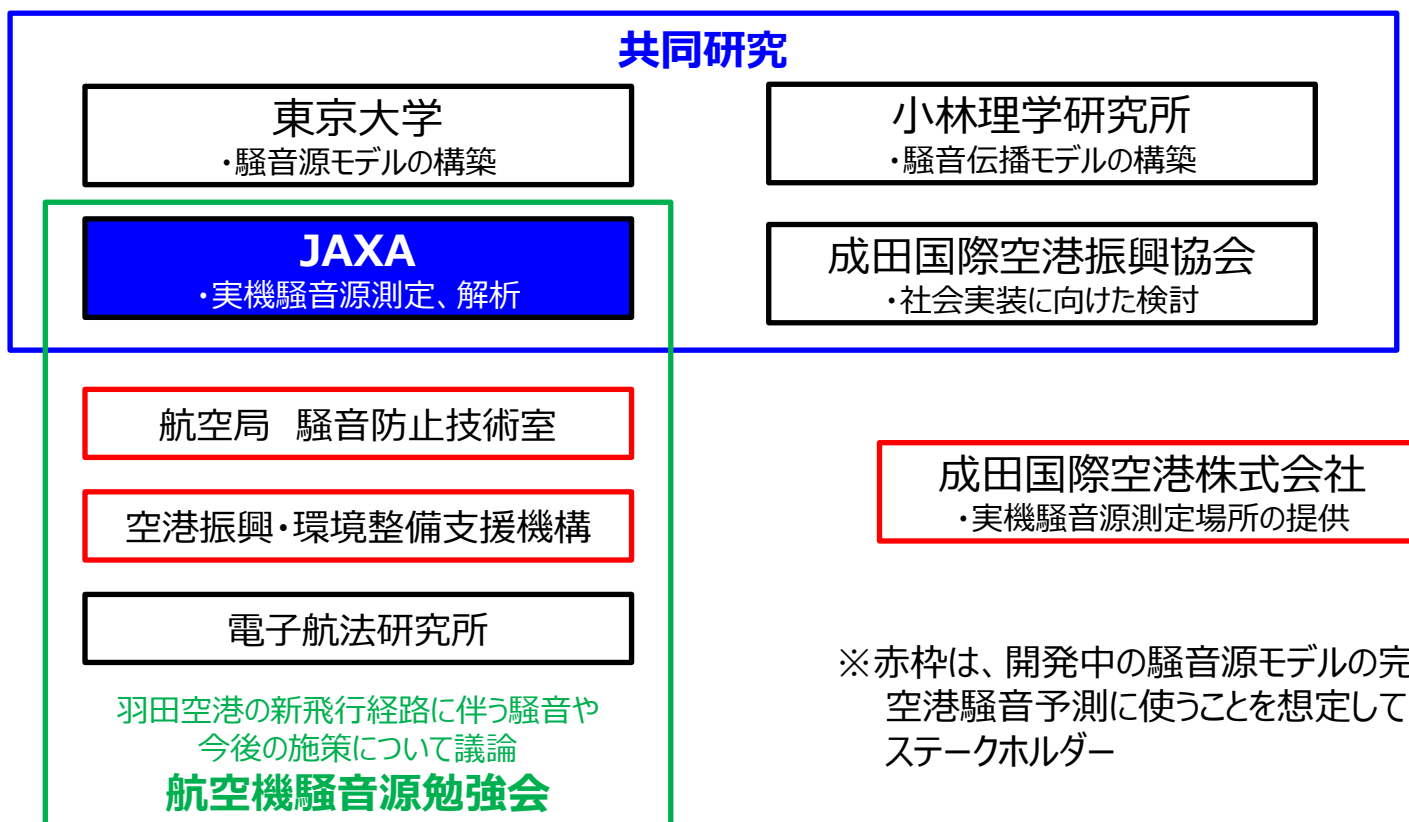 共同研究
東京大学
・騒音源モデルの構築
小林理学研究所
・騒音伝播モデルの構築
JAXA
・実機騒音源測定、解析
成田国際空港振興協会
・社会実装に向けた検討
航空局　騒音防止技術室
空港振興・環境整備支援機構
電子航法研究所
羽田空港の新飛行経路に伴う騒音や
今後の施策について議論
航空機騒音源勉強会
成田国際空港株式会社
・実機騒音源測定場所の提供
※赤枠は、開発中の騒音源モデルの完
空港騒音予測に使うことを想定して
ステークホルダー